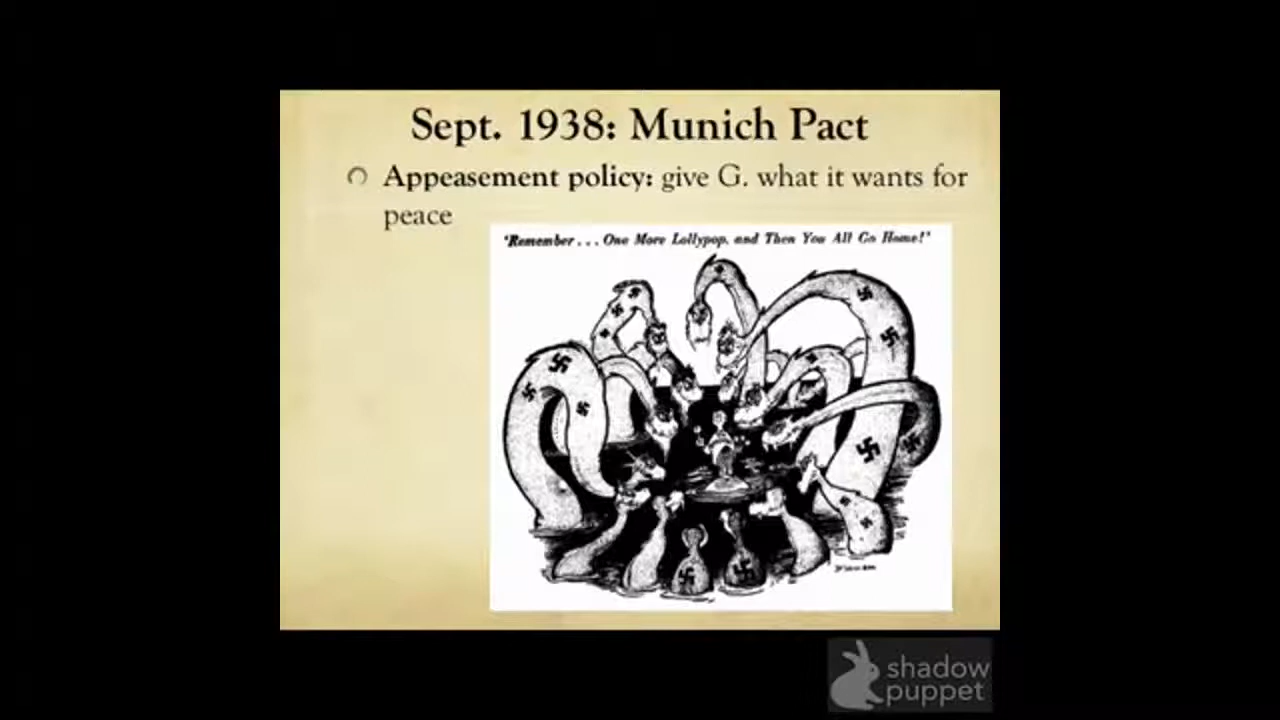 Sept. 1938: Munich Pact
Appeasement policy: give G. what it wants for
peace
'Remember... One More Lollypop, and Then You All Go Home!'
shadow
puppet